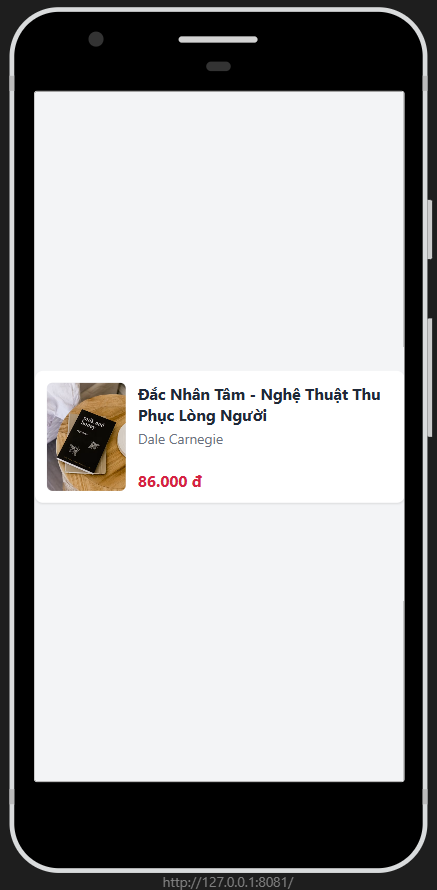 Đắc Nhân Tâm - Nghệ Thuật Thu
Phục Lòng Người
Dale Carnegie
86.000 đ
http://127.0.0.1:8081/